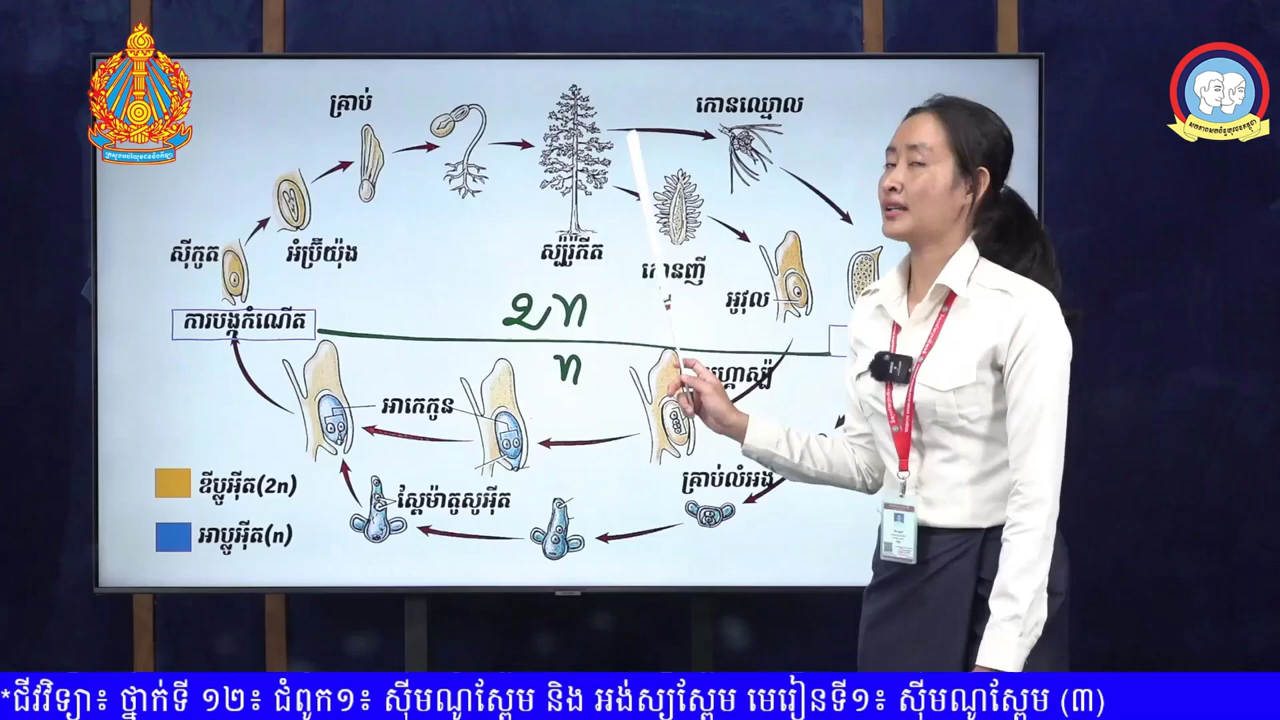 គ្រាប់
កោនឈ្មោល
ស៊ីកូត
អំប្រ៊ីយ៉ុង
ស្ប៉រ៉ូភីត
កោនញី
អូវុល
ការបង្កកំណើត
2n
n
អាកេកូន
គ្រាប់លំអង
ឌីប្លូអ៊ីត(2n)
ស្ពែម៉ាតូសូអ៊ីត
អាប្លូអ៊ីត(n)
*ជីវវិទ្យា៖ ថ្នាក់ទី ១២៖ ជំពូក១៖ ស៊ីមណូស្ពែម និង អង់ស្យូស្ពែម មេរៀនទី១៖ ស៊ីមណូស្ពែម (៣)